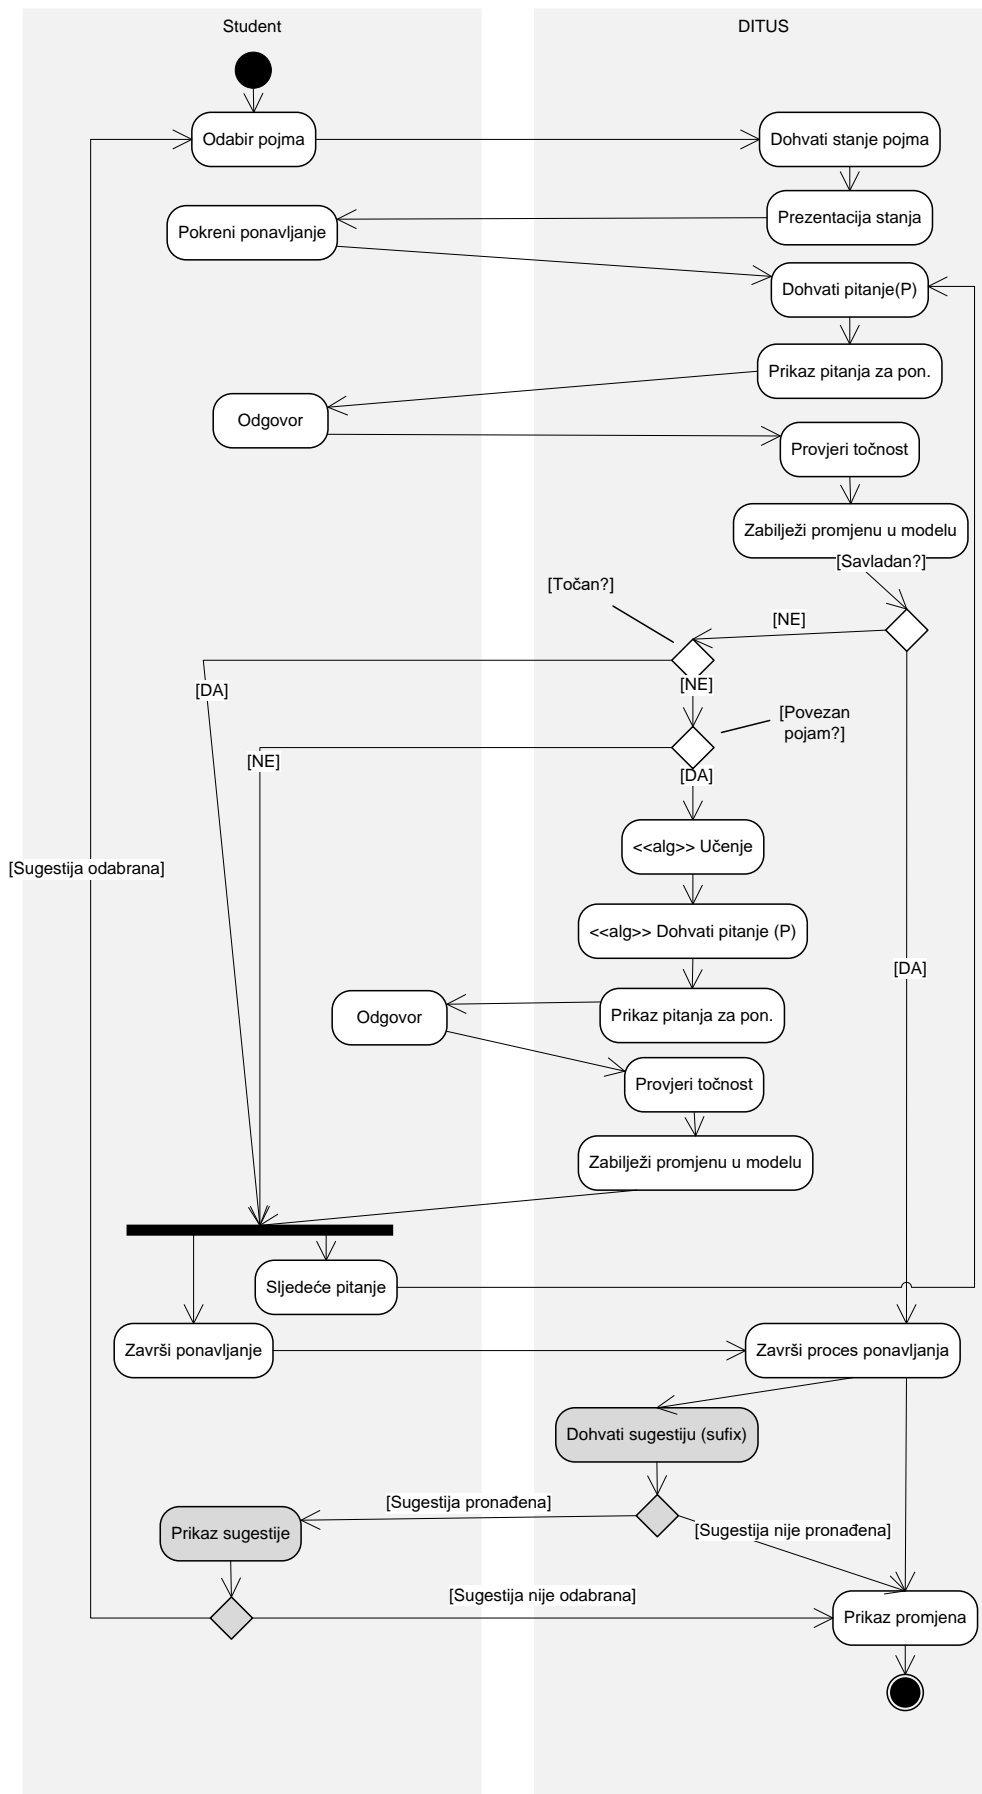 Student
DITUS
Odabir pojma
Dohvati stanje pojma
Prezentacija stanja
Pokreni ponavljanje
Dohvati pitanje(P)
Prikaz pitanja za pon.
Odgovor
Provjeri točnost
Zabilježi promjenu u modelu
[Savladan?]
[Točan?]
[NE]
[DA]
[NE]
[Povezan
pojam?]
[NE]
[DA]
<<alg>> Učenje
[Sugestija odabrana]
<<alg>> Dohvati pitanje (P)
[DA]
Prikaz pitanja za pon.
Odgovor
Provjeri točnost
Zabilježi promjenu u modelu
Sljedeće pitanje
Završi ponavljanje
Završi proces ponavljanja
Dohvati sugestiju (sufix)
[Sugestija pronađena]
[Sugestija nije pronađena]
Prikaz sugestije
[Sugestija nije odabrana]
Prikaz promjena